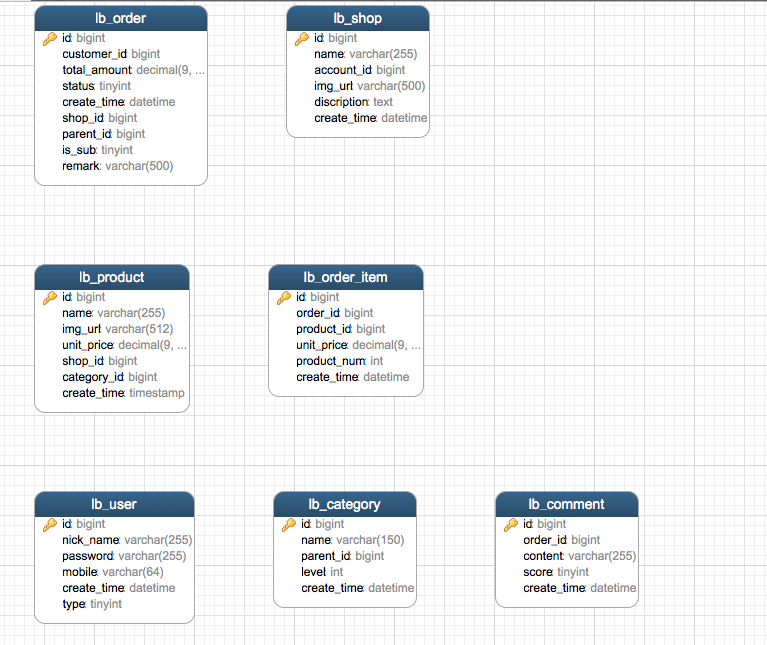 lb_order
id: bigint
customer_id: bigint
total_amount: decimal(9, ...
status: tinyint
create_time: datetime
shop_id: bigint
parent_id: bigint
is_sub: tinyint
remark: varchar(500)
lb_shop
id: bigint
name: varchar(255)
account_id: bigint
img_url: varchar(500)
discription: text
create_time: datetime
lb_product
id: bigint
name: varchar(255)
img_url: varchar(512)
unit_price: decimal(9, ...
shop_id: bigint
category_id: bigint
create_time: timestamp
lb_order_item
id: bigint
order_id: bigint
product_id: bigint
unit_price: decimal(9, ...
product_num: int
create_time: datetime
lb_user
id: bigint
nick_name: varchar(255)
password: varchar(255)
mobile: varchar(64)
create_time: datetime
type: tinyint
lb_category
id: bigint
name: varchar(150)
parent_id: bigint
level: int
create_time: datetime
lb_comment
id: bigint
order_id: bigint
content: varchar(255)
score: tinyint
create_time: datetime